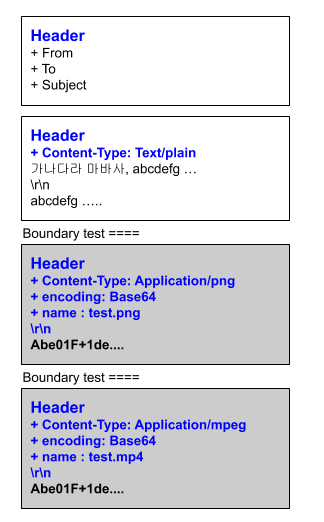 Header
+ From
+ To
+ Subject
Header
+ Content-Type: Text/plain
가나다라 마바사, abcdefg …
\r\n
abcdefg …..
Boundary test ====
Header
+ Content-Type: Application/png
+ encoding: Base64
+ name : test.png
\r\n
Abe01F+1de....
Boundary test ====
Header
+ Content-Type: Application/mpeg
+ encoding: Base64
+ name : test.mp4
\r\n
Abe01F+1de....